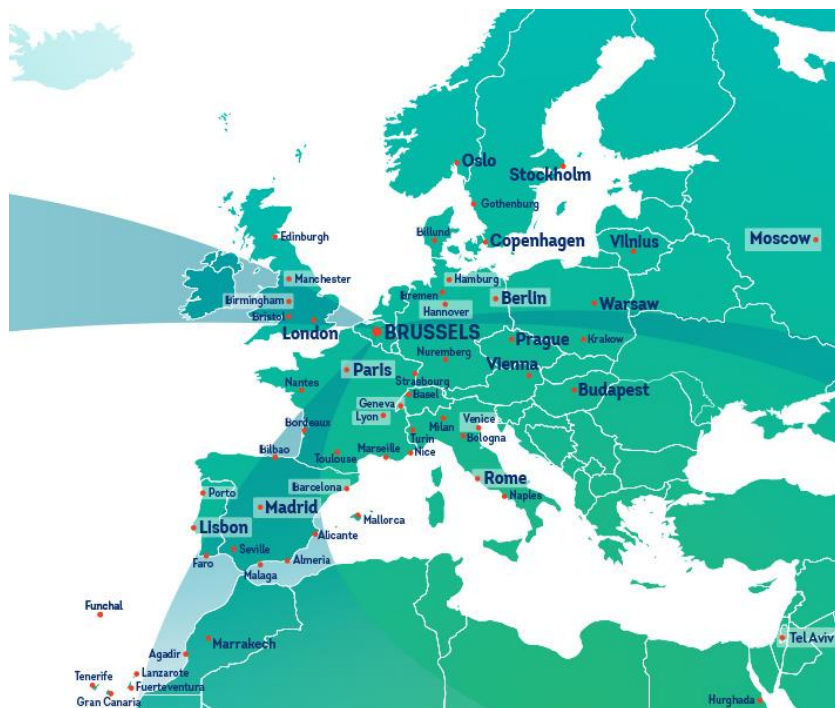 Oslo
Stockholm
Gothenburg
Edinburgh
Billund
Copenhagen
Vilnius
Moscow
Manchester
Hamburg
Birmingham
Bremen
Berlin
Bristol
Hannover
Warsaw
London
BRUSSELS
Prague
Krakow
Nuremberg
Paris
Vienna
Strasbourg
Nantes
Basel
Budapest
Geneva
Lyon
Bordeaux
Milan
Venice
Turin
Bologna
Bilbao
Toulouse
Marseille
Nice
Rome
Barcelona
Porto
Naples
Madrid
Mallorca
Lisbon
Alicante
Seville
Almeria
Faro
Malaga
Funchal
Marrakech
Tel Aviv
Agadir
Lanzarote
Tenerife
Fuerteventura
Gran Canaria
Hurghada